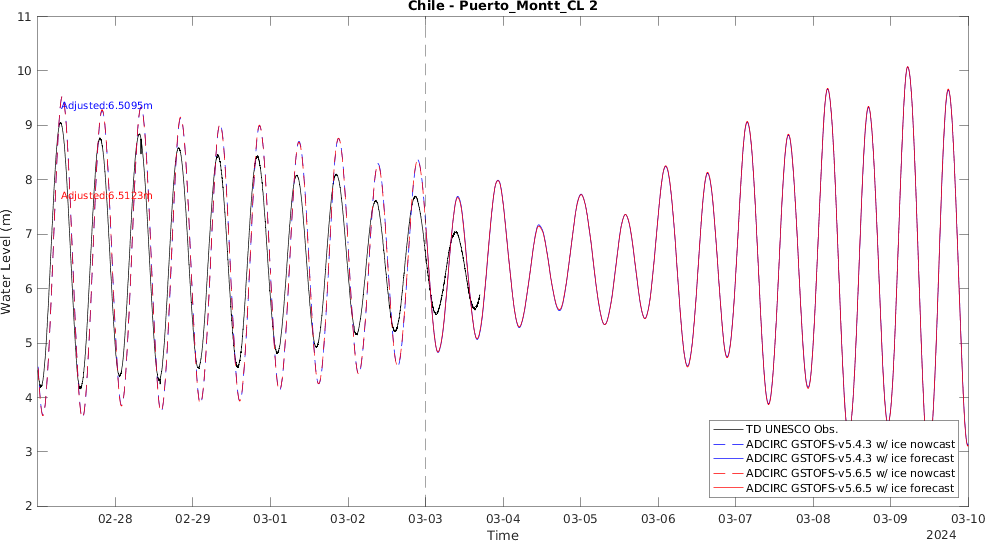 Chile - Puerto_Montt_CL 2
11
10
9
8
7
6
5
4
3
2
Water Level (m)
Adjusted:6.5095m
Adjusted:6.5123m
TD UNESCO Obs.
ADCIRC GSTOFS-v5.4.3 w/ ice nowcast
ADCIRC GSTOFS-v5.4.3 w/ ice forecast
ADCIRC GSTOFS-v5.6.5 w/ ice nowcast
ADCIRC GSTOFS-v5.6.5 w/ ice forecast
02-28 02-29 03-01 03-02 03-03 03-04 03-05 03-06 03-07 03-08 03-09 03-10
Time
2024